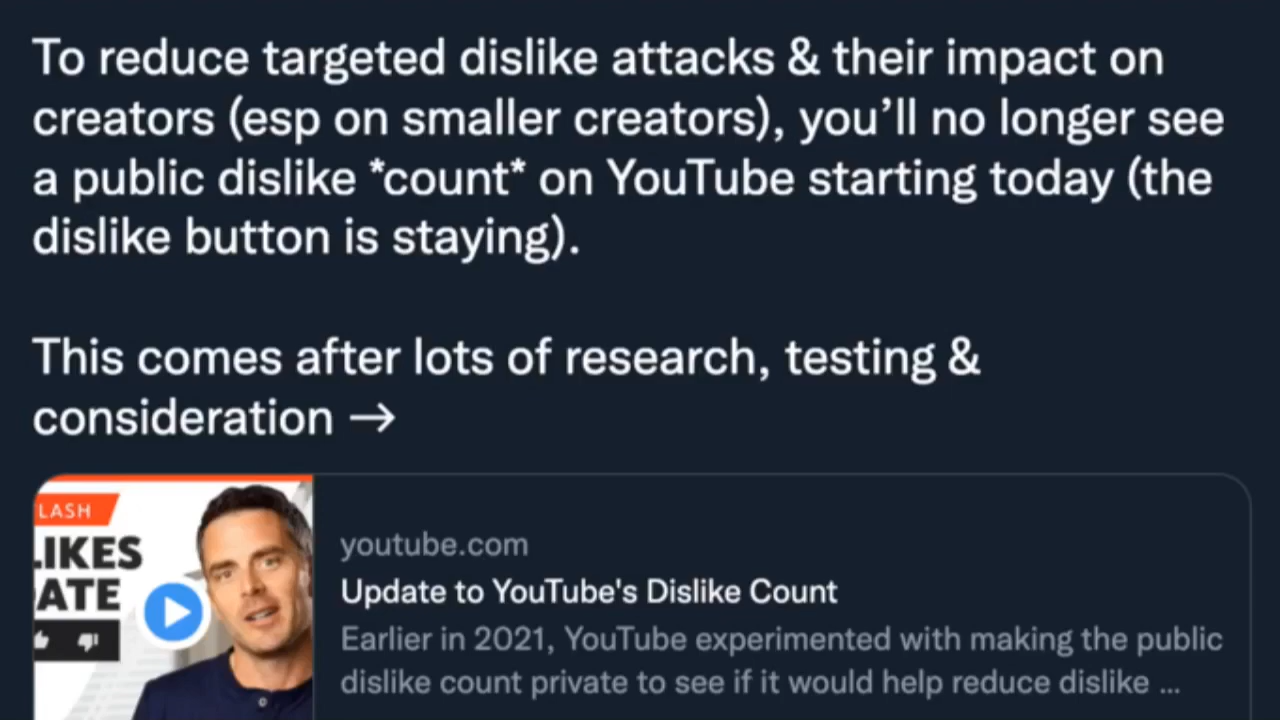 To reduce targeted dislike attacks & their impact on
creators (esp on smaller creators), you’ll no longer see
a public dislike *count* on YouTube starting today (the
dislike button is staying).
This comes after lots of research, testing &
consideration →
LASH
LIKES
ATE
youtube.com
Update to YouTube's Dislike Count
Earlier in 2021, YouTube experimented with making the public
dislike count private to see if it would help reduce dislike ...